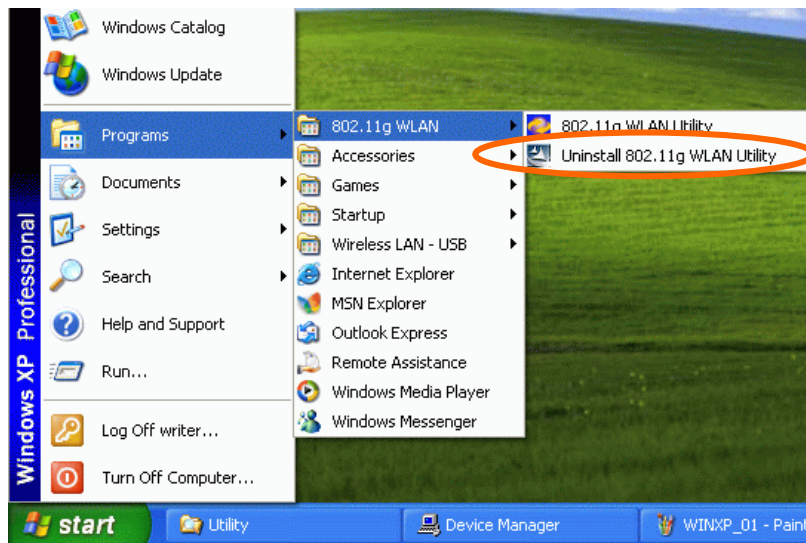 Windows Catalog
Windows Update
Programs
Documents
Settings
Search
Help and Support
Run...
Log Off writer...
Turn Off Computer...
Windows XP Professional
802.11g WLAN
Accessories
Games
Startup
Wireless LAN - USB
Internet Explorer
MSN Explorer
Outlook Express
Remote Assistance
Windows Media Player
Windows Messenger
802.11g WLAN Utility
Uninstall 802.11g WLAN Utility
start
Utility
Device Manager
WINXP_01 - Paint